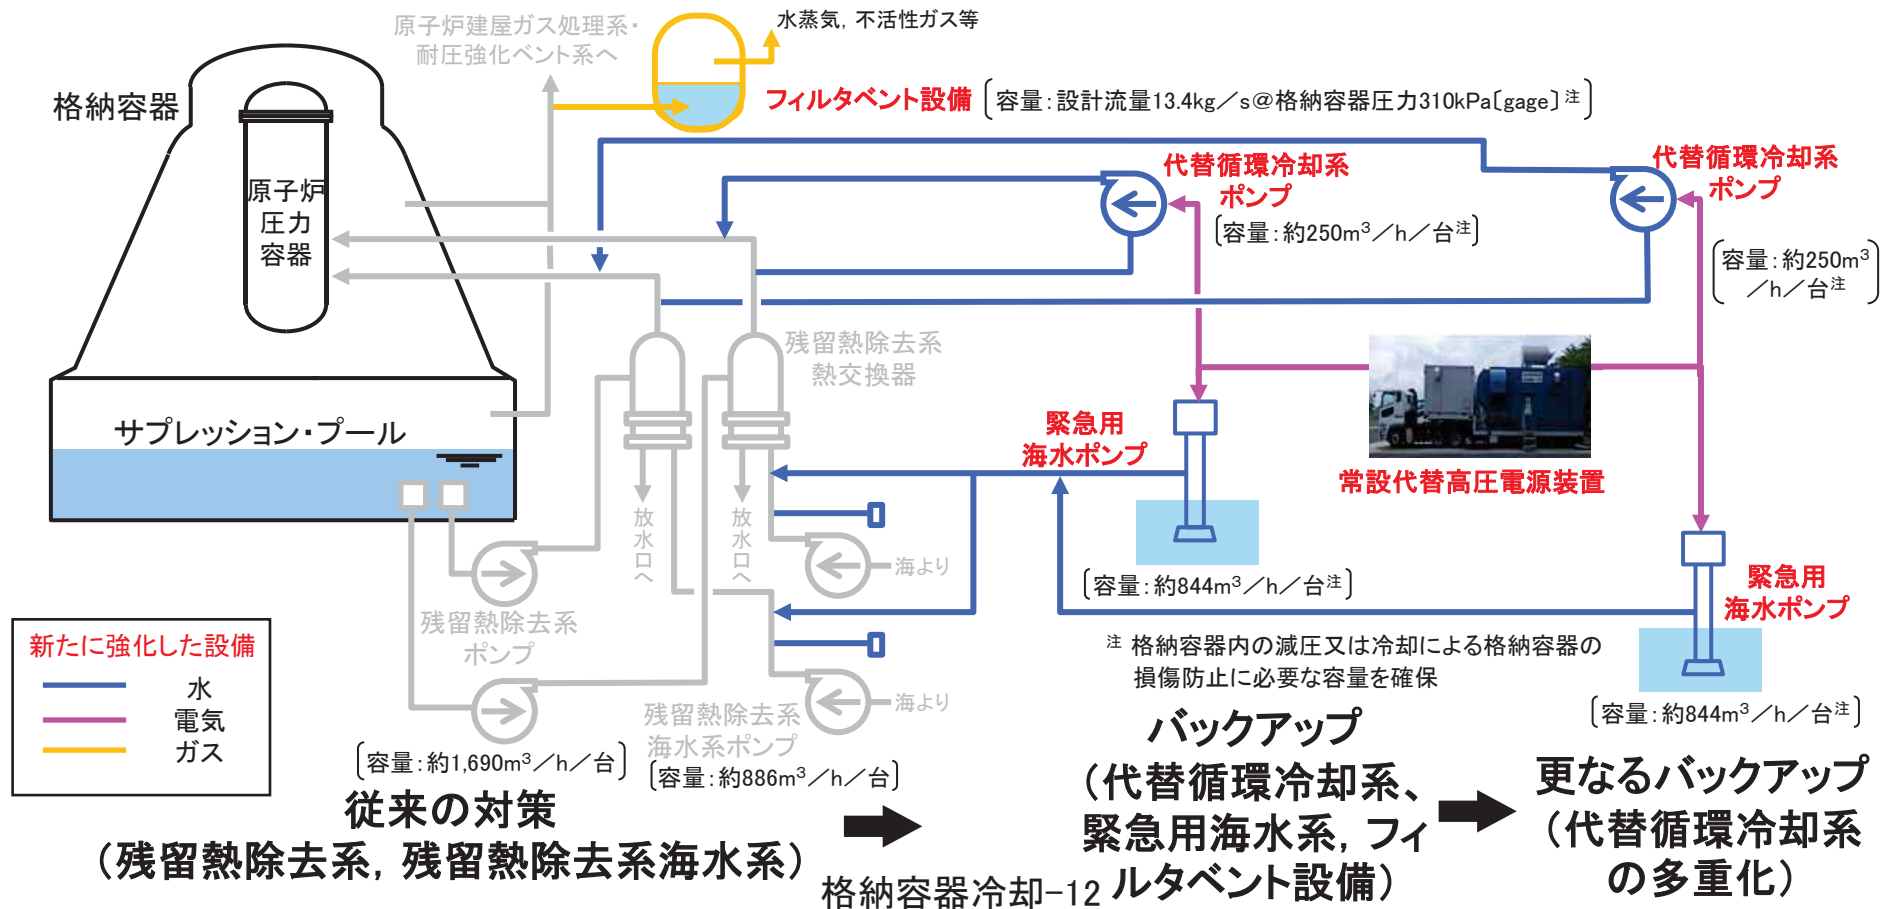 原子炉建屋ガス処理系・
耐圧強化ベント系へ
水蒸気，不活性ガス等
格納容器
フィルタベント設備
容量：設計流量13.4kg／s＠格納容器圧力310kPa〔gage〕注
原子炉
圧力
容器
代替循環冷却系
ポンプ
容量：約250m³／h／台注
代替循環冷却系
ポンプ
容量：約250m³
／h／台注
残留熱除去系
熱交換器
サプレッション・プール
緊急用
海水ポンプ
常設代替高圧電源装置
放水口へ
放水口へ
海より
容量：約844m³／h／台注
緊急用
海水ポンプ
残留熱除去系
ポンプ
新たに強化した設備
水
電気
ガス
注 格納容器内の減圧又は冷却による格納容器の
損傷防止に必要な容量を確保
海より
残留熱除去系
海水系ポンプ
容量：約844m³／h／台注
容量：約1,690m³／h／台
容量：約886m³／h／台
従来の対策
（残留熱除去系，残留熱除去系海水系）
バックアップ
（代替循環冷却系、
緊急用海水系，フィ
ルタベント設備）
更なるバックアップ
（代替循環冷却系
の多重化）
格納容器冷却−12